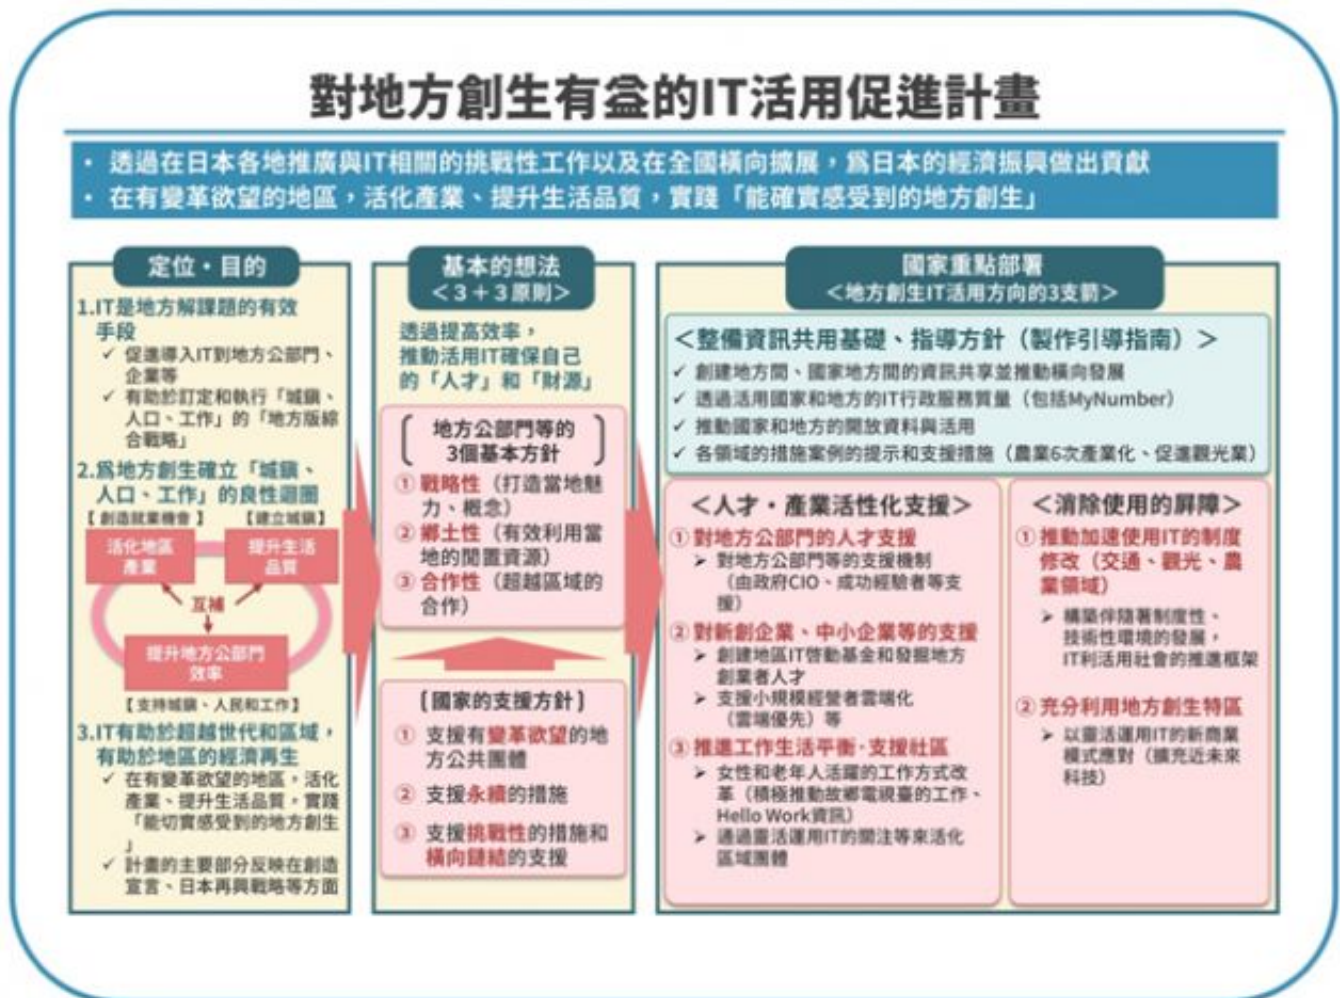 對地方創生有益的IT活用促進計畫
• 透過在日本各地推廣與IT相關的挑戰性工作以及在全國橫向擴展，為日本的經濟振興做出貢獻
• 在有變革欲望的地區，活化產業、提升生活品質，實踐「能確實感受到的地方創生」
定位・目的
1.IT是地方解課題的有效
手段
✓ 促進導入IT到地方公部門、
企業等
✓ 有助於訂定和執行「城鎮、
人口、工作」的「地方版綜
合戰略」
2.為地方創生確立「城鎮、
人口、工作」的良性迴圈
【創造就業機會】 【建立城鎮】
活化地區
產業
提升生活
品質
互補
提升地方公部門
效率
【支持城鎮、人民和工作】
3.IT有助於超越世代和區域，
有助於地區的經濟再生
✓ 在有變革欲望的地區，活化
產業、提升生活品質，實踐
「能切實感受到的地方創生
」
✓ 計畫的主要部分反映在創造
宣言、日本再興戰略等方面
基本的想法
＜3＋3原則＞
透過提高效率，
推動活用IT確保自己
的「人才」和「財源」
〔地方公部門等的
3個基本方針〕
① 戰略性（打造當地魅
力、概念）
② 鄉土性（有效利用當
地的閒置資源）
③ 合作性（超越區域的
合作）
〔國家的支援方針〕
① 支援有變革欲望的地
方公共團體
② 支援永續的措施
③ 支援挑戰性的措施和
橫向鏈結的支援
國家重點部署
＜地方創生IT活用方向的3支箭＞
＜整備資訊共用基礎、指導方針（製作引導指南）＞
✓ 創建地方間、國家地方間的資訊共享並推動橫向發展
✓ 透過活用國家和地方的IT行政服務質量（包括MyNumber）
✓ 推動國家和地方的開放資料與活用
✓ 各領域的措施案例的提示和支援措施（農業6次產業化、促進觀光業）
＜人才・產業活性化支援＞
① 對地方公部門的人才支援
➢ 對地方公部門等的支援機制
（由政府CIO、成功經驗者等支
援）
② 對新創企業、中小企業等的支援
➢ 創建地區IT啓動基金和發掘地方
創業者人才
➢ 支援小規模經營者雲端化
（雲端優先）等
③ 推進工作生活平衡・支援社區
➢ 女性和老年人活躍的工作方式改
革（積極推動故鄉電視臺的工作、
Hello Work資訊）
➢ 通過靈活運用IT的關注等來活化
區域團體
＜消除使用的屏障＞
① 推動加速使用IT的制度
修改（交通、觀光、農
業領域）
➢ 構築伴隨著制度性、
技術性環境的發展，
IT利活用社會的推進框架
② 充分利用地方創生特區
➢ 以靈活運用IT的新商業
模式應對（擴充近未來
科技）